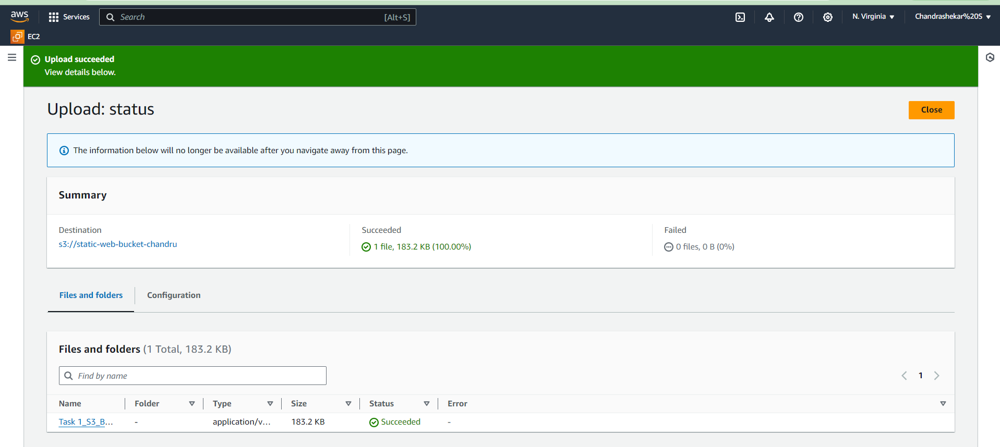 aws Services Search [Alt+S] N. Virginia Chandrashekar%20S
EC2
Upload succeeded
View details below.
Upload: status
Close
The information below will no longer be available after you navigate away from this page.
Summary
Destination Succeeded Failed
s3://static-web-bucket-chandru 1 file, 183.2 KB (100.00%) 0 files, 0 B (0%)
Files and folders Configuration
Files and folders (1 Total, 183.2 KB)
Find by name 1
Name Folder Type Size Status Error
Task 1_S3_B... - application/v... 183.2 KB Succeeded -